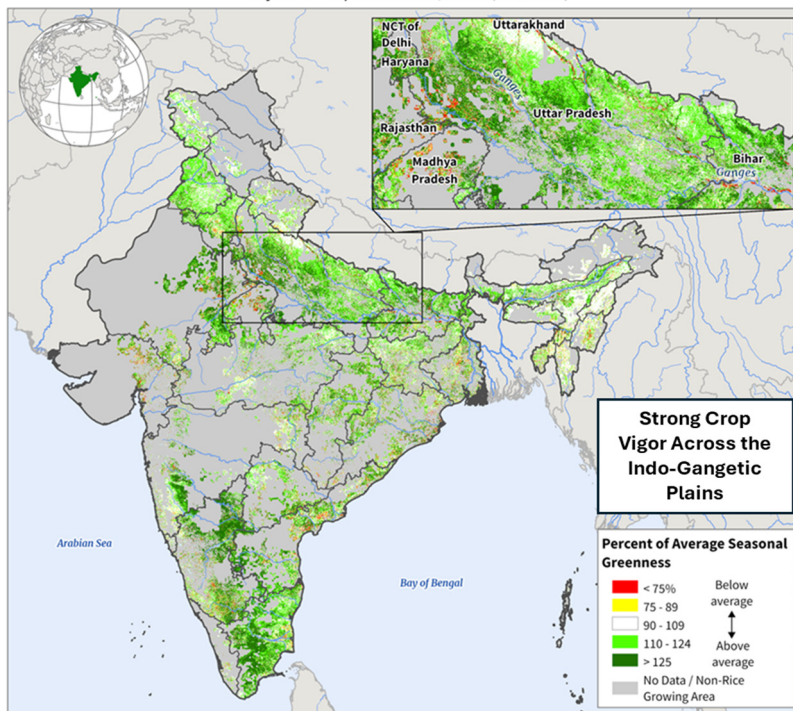 NCT of
Delhi
Haryana
Uttarakhand
Ganges
Rajasthan
Uttar Pradesh
Madhya
Pradesh
Bihar
Ganges
Strong Crop
Vigor Across the
Indo-Gangetic
Plains
Arabian Sea
Bay of Bengal
Percent of Average Seasonal
Greenness
< 75%
75 - 89
90 - 109
110 - 124
> 125
No Data / Non-Rice
Growing Area
Below
average
Above
average